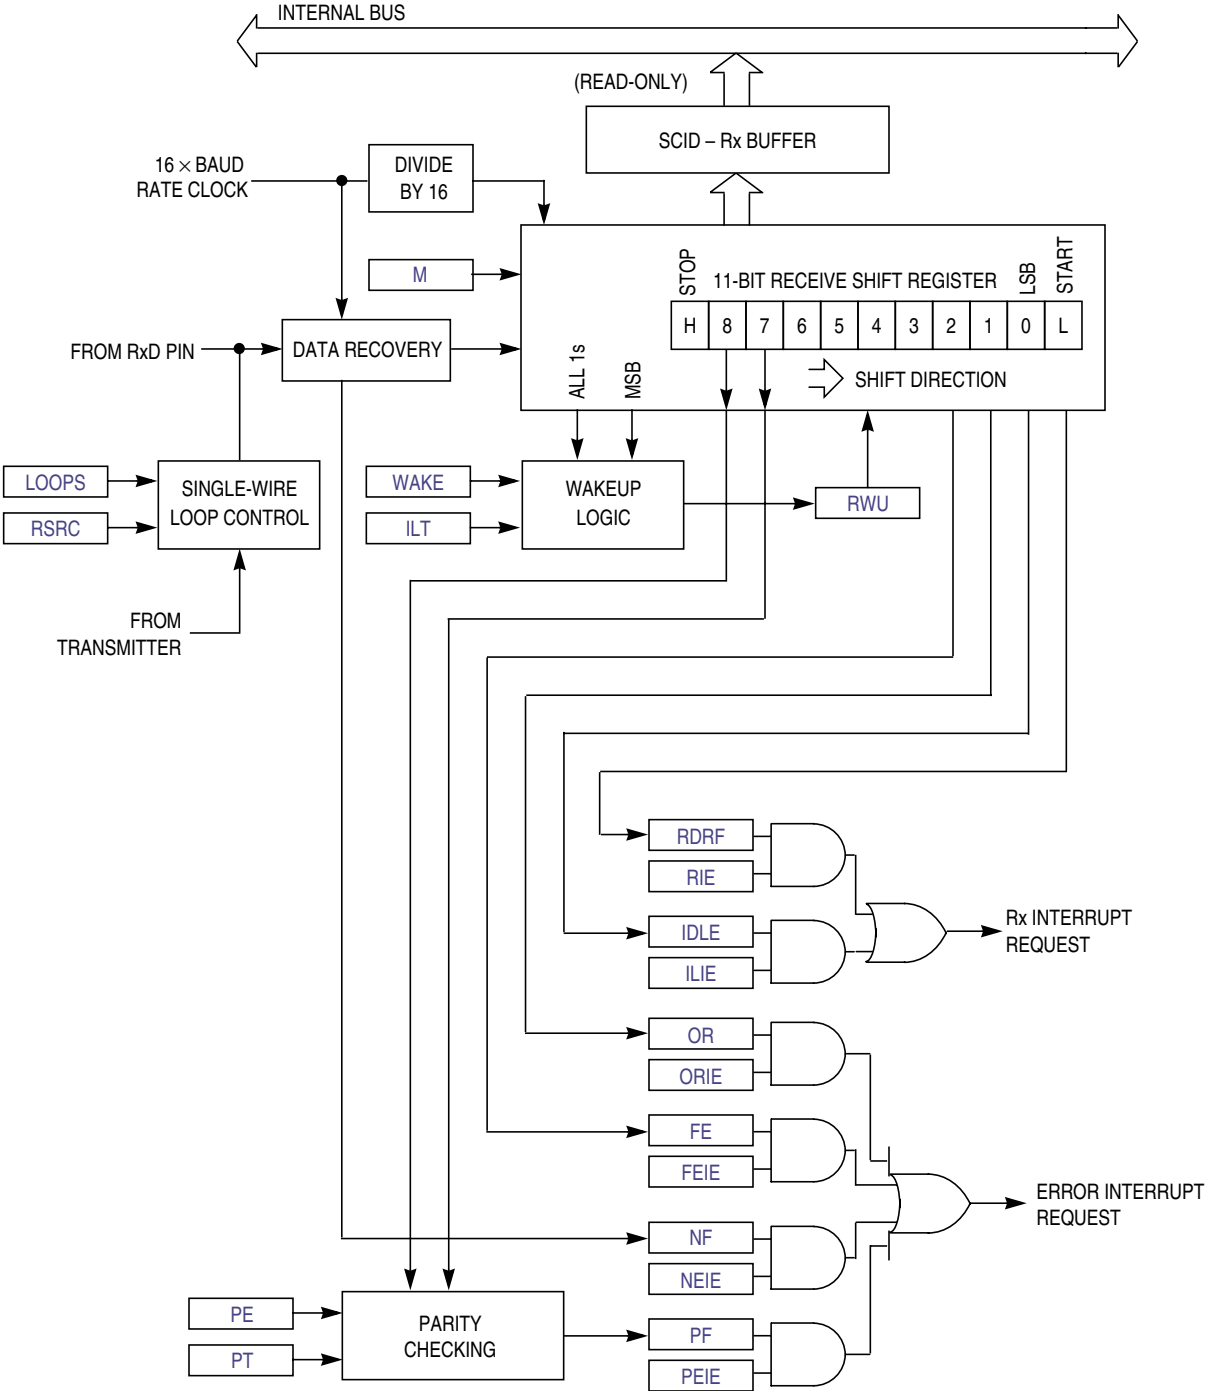 INTERNAL BUS
(READ-ONLY)
SCID – Rx BUFFER
16 × BAUD
RATE CLOCK
DIVIDE
BY 16
M
STOP
11-BIT RECEIVE SHIFT REGISTER
LSB
START
H 8 7 6 5 4 3 2 1 0 L
FROM RxD PIN
DATA RECOVERY
ALL 1s
MSB
SHIFT DIRECTION
LOOPS
RSRC
SINGLE-WIRE
LOOP CONTROL
WAKE
ILT
WAKEUP
LOGIC
RWU
FROM
TRANSMITTER
RDRF
RIE
IDLE
ILIE
Rx INTERRUPT
REQUEST
OR
ORIE
FE
FEIE
ERROR INTERRUPT
REQUEST
NF
NEIE
PE
PT
PARITY
CHECKING
PF
PEIE